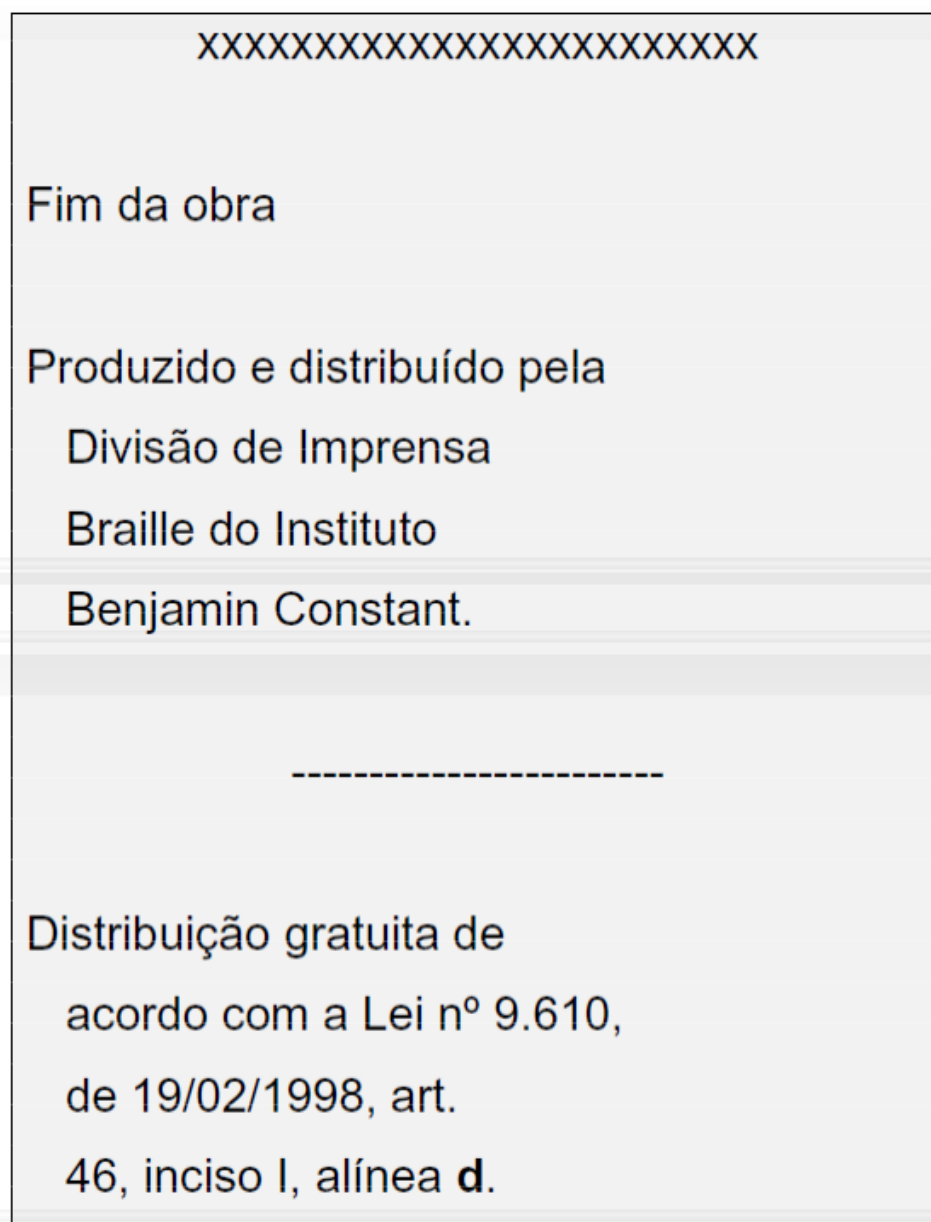 xxxxxxxxxxxxxxxxxxxxxxxx
Fim da obra
Produzido e distribuído pela
Divisão de Imprensa
Braille do Instituto
Benjamin Constant.
------------------------
Distribuição gratuita de
acordo com a Lei nº 9.610,
de 19/02/1998, art.
46, inciso I, alínea d.